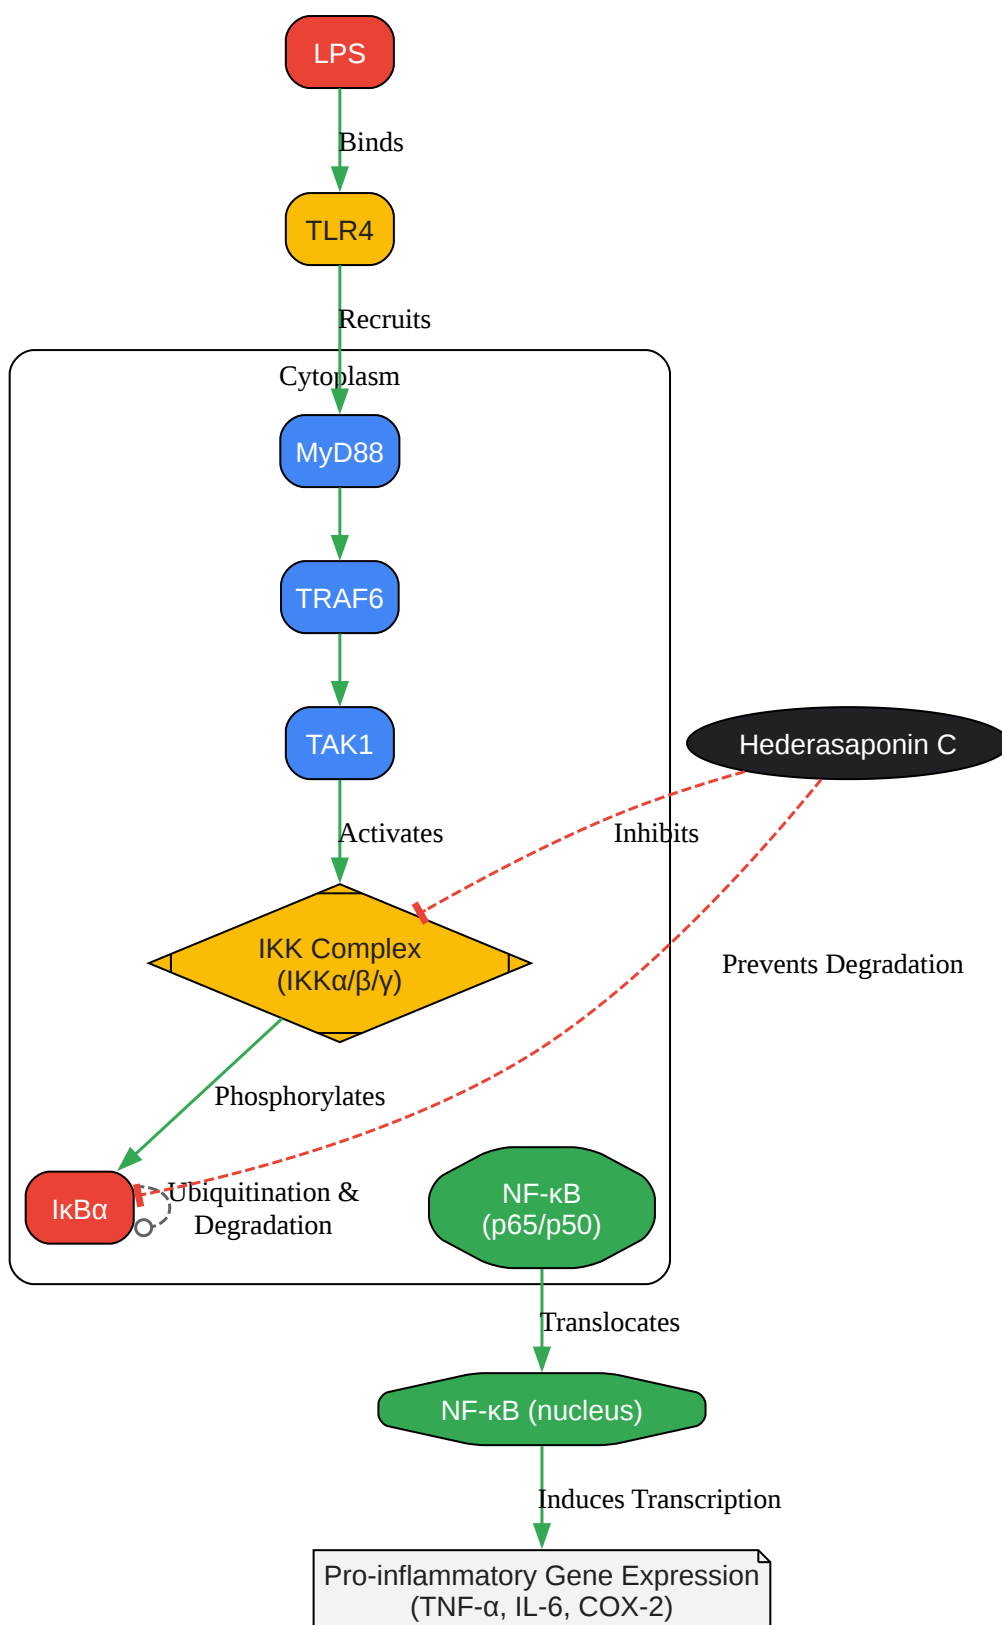 LPS
Binds
TLR4
Recruits
Cytoplasm
MyD88
TRAF6
TAK1
Hederasaponin C
Activates
Inhibits
IKK Complex
(IKKα/β/γ)
Prevents Degradation
Phosphorylates
IκBα
Ubiquitination &
Degradation
NF-κB
(p65/p50)
Translocates
NF-κB (nucleus)
Induces Transcription
Pro-inflammatory Gene Expression
(TNF-α, IL-6, COX-2)